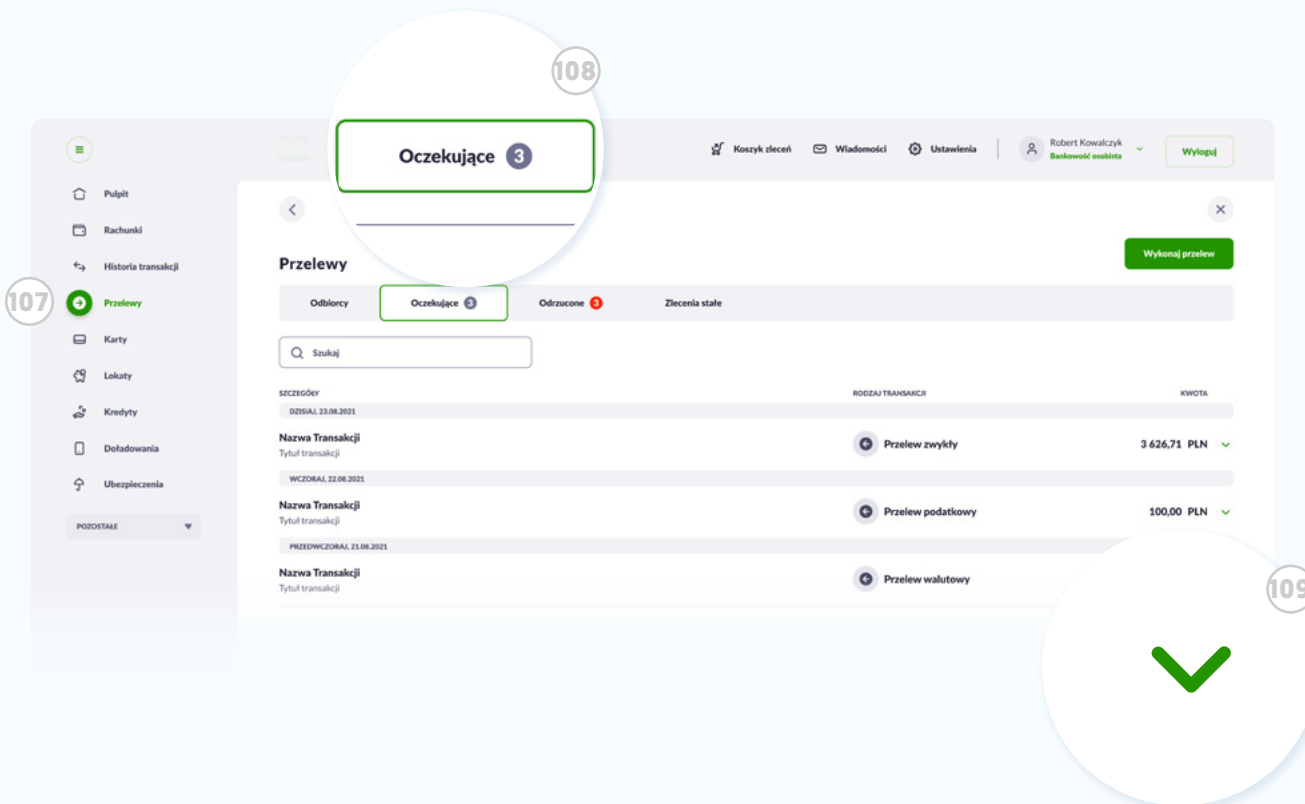 108
Oczekujące 3
Koszyk zleceń Wiadomości Ustawienia Robert Kowalczyk
Bankowość osobista
Wyloguj
Pulpit
Rachunki
Historia transakcji
107
Przelewy
Karty
Lokaty
Kredyty
Doładowania
Ubezpieczenia
POZOSTAŁE
Przelewy
Wykonaj przelew
Odbiorcy Oczekujące 3 Odrzucone 3 Zlecenia stałe
Szukaj
SZCZEGÓŁY RODZAJ TRANSAKCJI KWOTA
DZISIAJ, 23.08.2021
Nazwa Transakcji Przelew zwykły 3 626,71 PLN
Tytuł transakcji
WCZORAJ, 22.08.2021
Nazwa Transakcji Przelew podatkowy 100,00 PLN
Tytuł transakcji
PRZEDWCZORAJ, 21.08.2021
Nazwa Transakcji Przelew walutowy
Tytuł transakcji
109